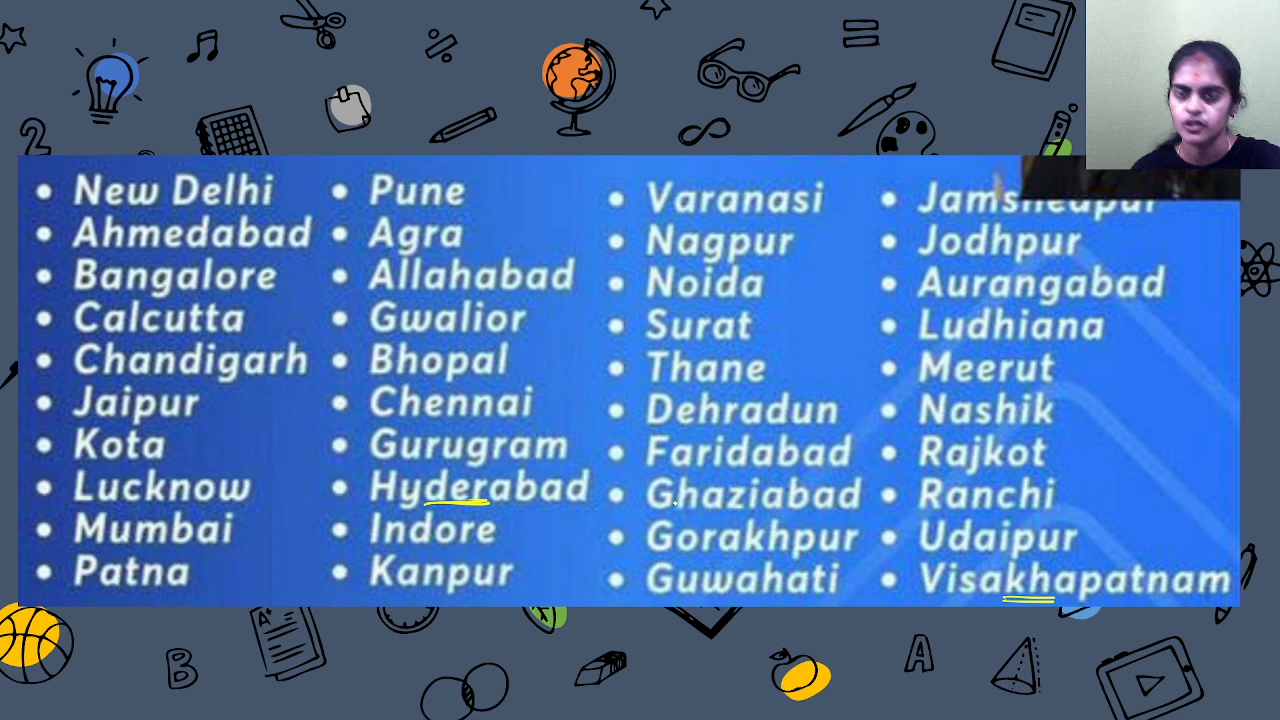 • New Delhi
• Ahmedabad
• Bangalore
• Calcutta
• Chandigarh
• Jaipur
• Kota
• Lucknow
• Mumbai
• Patna
• Pune
• Agra
• Allahabad
• Gwalior
• Bhopal
• Chennai
• Gurugram
• Hyderabad
• Indore
• Kanpur
• Varanasi
• Nagpur
• Noida
• Surat
• Thane
• Dehradun
• Faridabad
• Ghaziabad
• Gorakhpur
• Guwahati
• Jamshedpur
• Jodhpur
• Aurangabad
• Ludhiana
• Meerut
• Nashik
• Rajkot
• Ranchi
• Udaipur
• Visakhapatnam
2
A
B
A